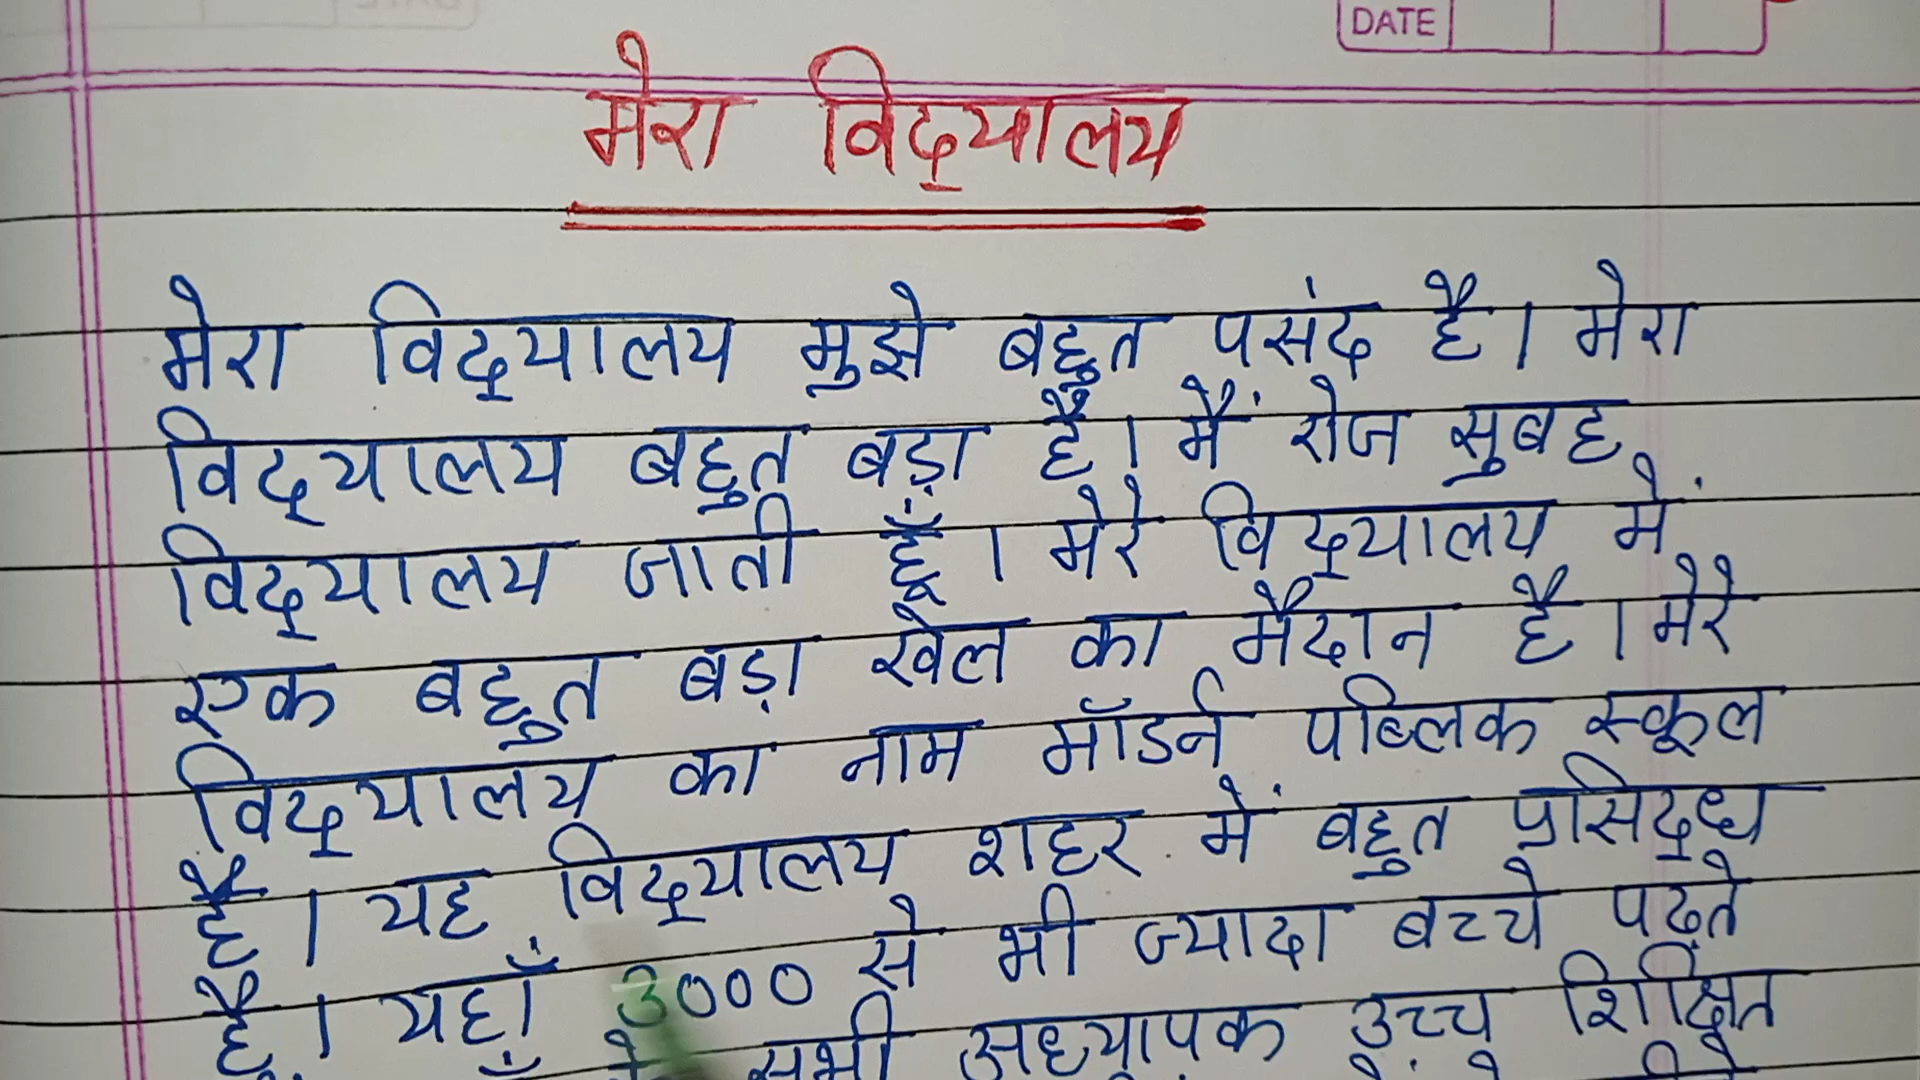 DATE
मेरा विद्यालय
मेरा विद्यालय मुझे बहुत पसंद है। मेरा
विद्यालय बहुत बड़ा है। मैं रोज सुबह
विद्यालय जाती हूँ। मेरे विद्यालय में
एक बहुत बड़ा खेल का मैदान है। मेरे
विद्यालय का नाम मॉडर्न पब्लिक स्कूल
है। यह विद्यालय शहर में बहुत प्रसिद्ध
है। यहाँ 3000 से भी ज्यादा बच्चे पढ़ते
सभी अध्यापक उच्च शिक्षित